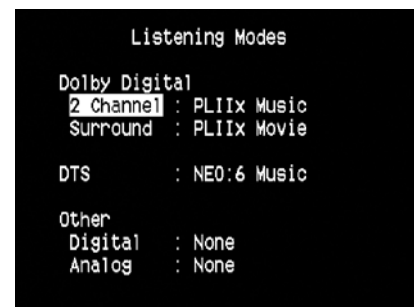 Listening Modes
Dolby Digital
2 Channel : PLIIx Music
Surround : PLIIx Movie
DTS : NEO:6 Music
Other
Digital : None
Analog : None